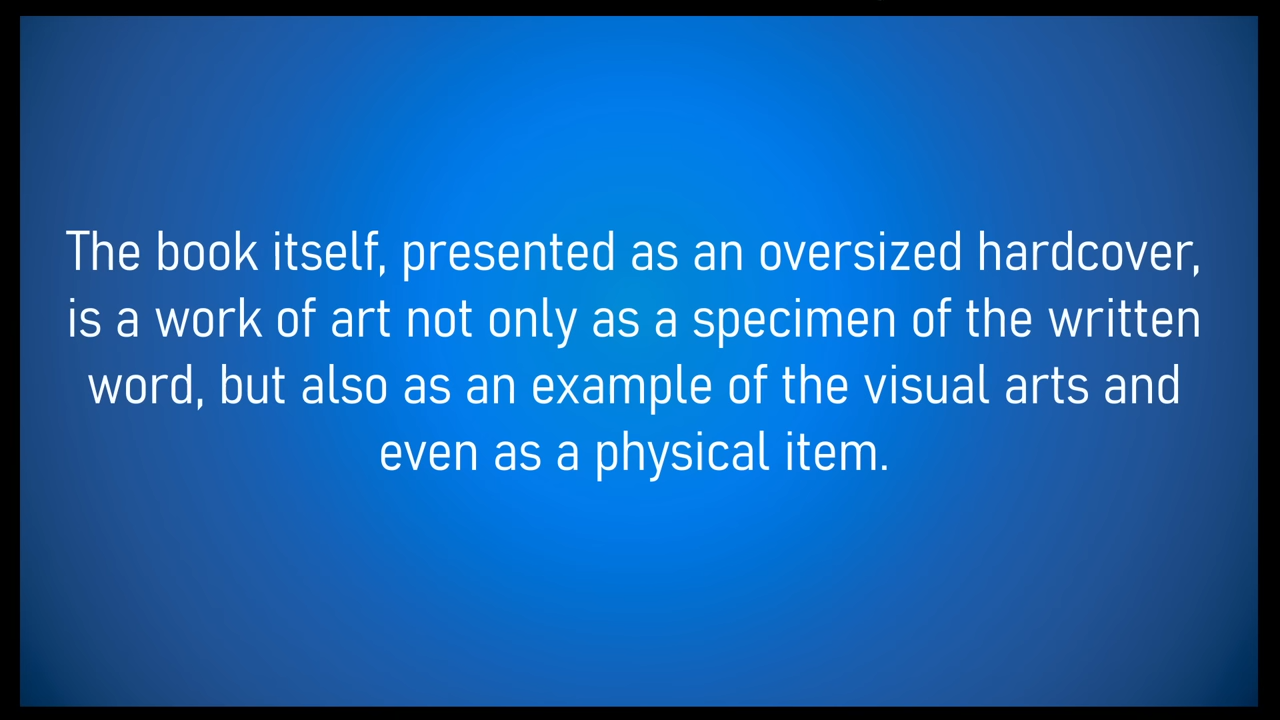 The book itself, presented as an oversized hardcover,
is a work of art not only as a specimen of the written
word, but also as an example of the visual arts and
even as a physical item.